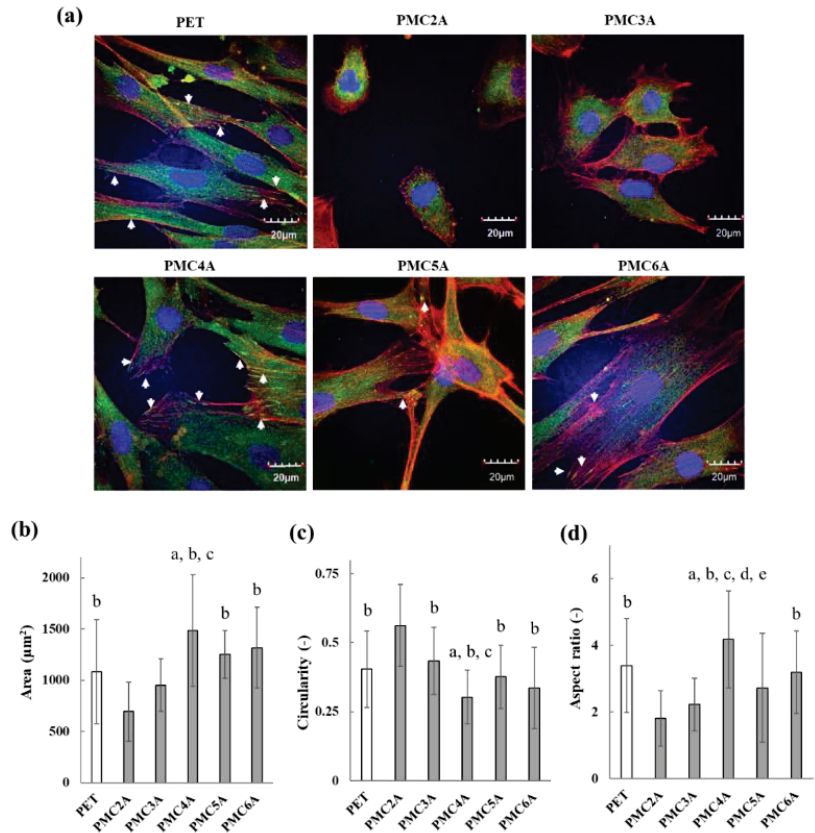 (a)
PET PMC2A PMC3A
20μm 20μm 20μm
PMC4A PMC5A PMC6A
20μm 20μm 20μm
(b) (c) (d)
Area (μm²)
2000
1500
1000
500
0
b
a, b, c
b
b
PET PMC2A PMC3A PMC4A PMC5A PMC6A
Circularity (-)
0.75
0.5
0.25
0
b
b
a, b, c
b
b
PET PMC2A PMC3A PMC4A PMC5A PMC6A
Aspect ratio (-)
6
4
2
0
b
a, b, c, d, e
b
PET PMC2A PMC3A PMC4A PMC5A PMC6A